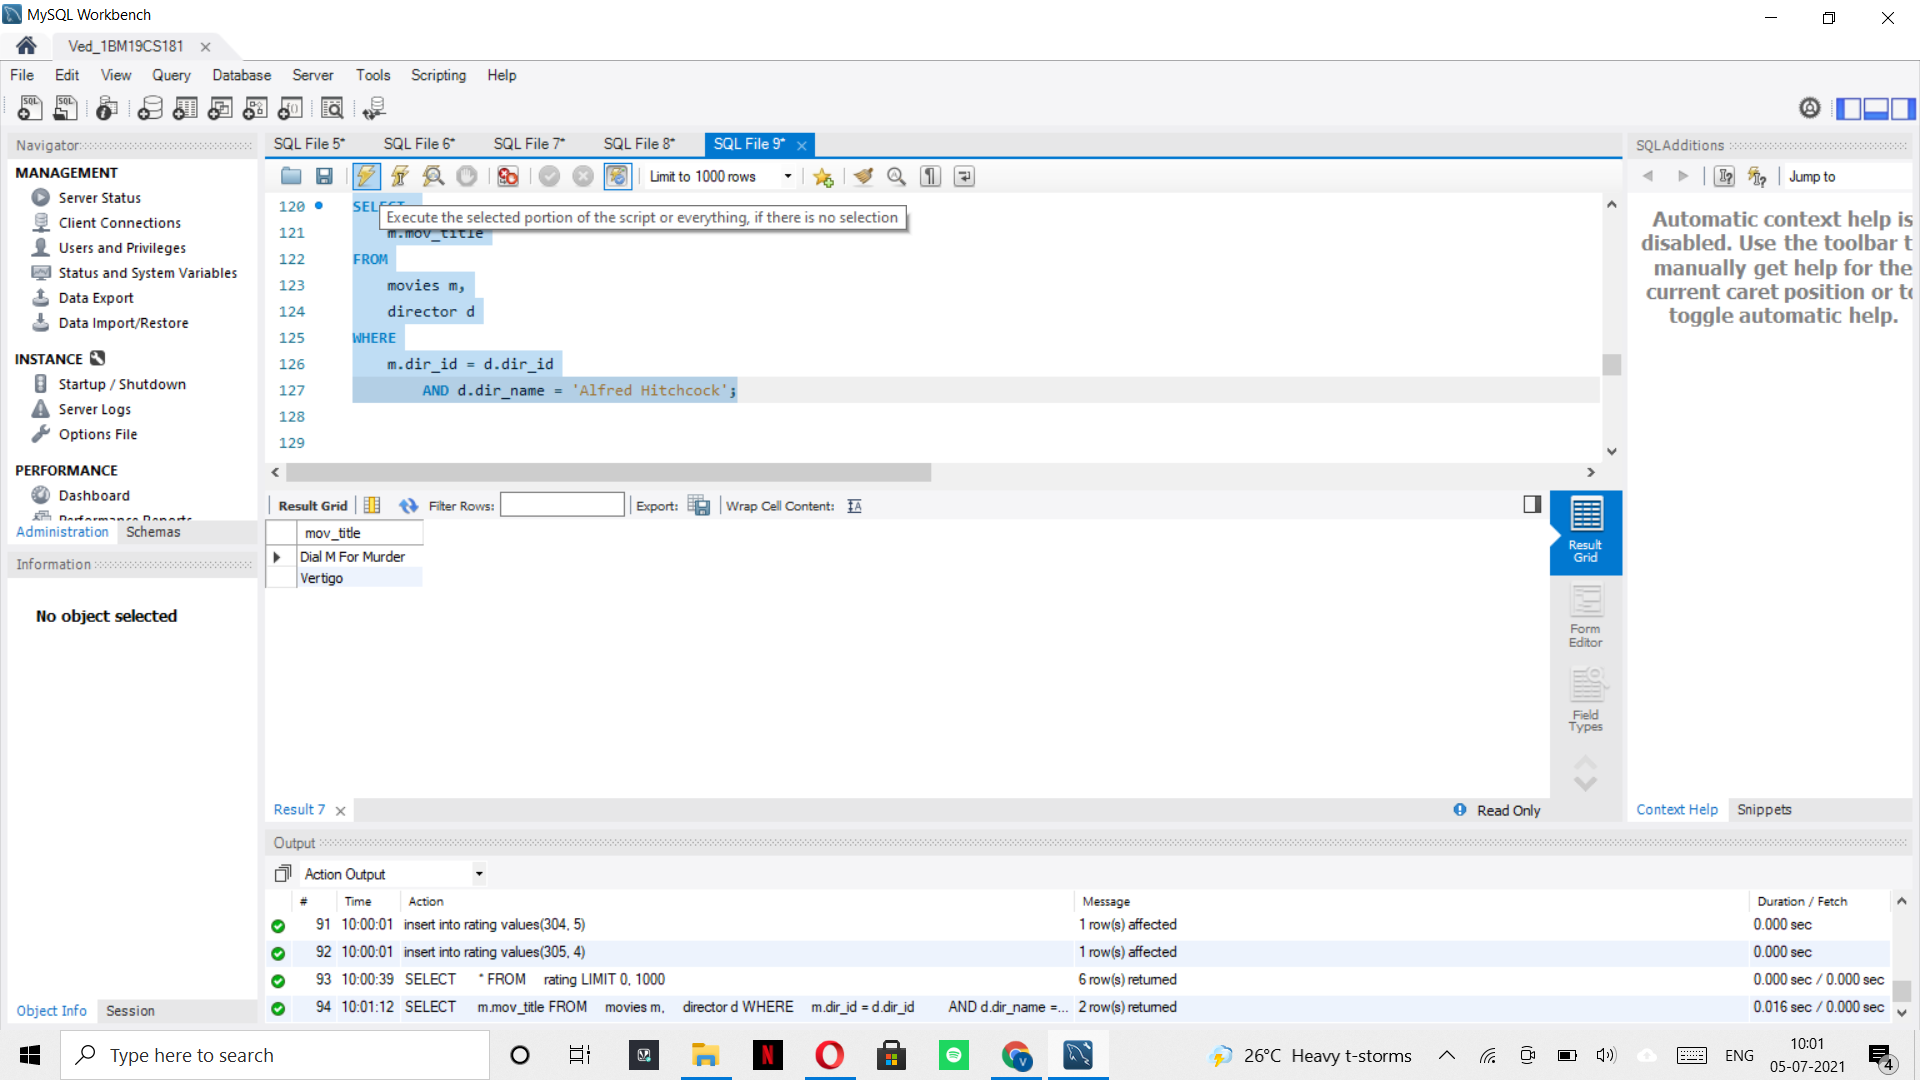 MySQL Workbench
Ved_1BM19CS181
File Edit View Query Database Server Tools Scripting Help
Navigator
MANAGEMENT
Server Status
Client Connections
Users and Privileges
Status and System Variables
Data Export
Data Import/Restore
INSTANCE
Startup / Shutdown
Server Logs
Options File
PERFORMANCE
Dashboard
Performance Reports
Administration Schemas
Information
No object selected
Object Info Session
SQL File 5* SQL File 6* SQL File 7* SQL File 8* SQL File 9*
Limit to 1000 rows
120 SELECT
Execute the selected portion of the script or everything, if there is no selection
121 m.mov_title
122 FROM
123 movies m,
124 director d
125 WHERE
126 m.dir_id = d.dir_id
127 AND d.dir_name = 'Alfred Hitchcock';
128
129
Result Grid Filter Rows: Export: Wrap Cell Content:
mov_title
Dial M For Murder
Vertigo
Result Grid
Form Editor
Field Types
Result 7 Read Only
SQLAdditions
Jump to
Automatic context help is
disabled. Use the toolbar t
manually get help for the
current caret position or to
toggle automatic help.
Context Help Snippets
Output
Action Output
# Time Action Message Duration / Fetch
91 10:00:01 insert into rating values(304, 5) 1 row(s) affected 0.000 sec
92 10:00:01 insert into rating values(305, 4) 1 row(s) affected 0.000 sec
93 10:00:39 SELECT * FROM rating LIMIT 0, 1000 6 row(s) returned 0.000 sec / 0.000 sec
94 10:01:12 SELECT m.mov_title FROM movies m, director d WHERE m.dir_id = d.dir_id AND d.dir_name =... 2 row(s) returned 0.016 sec / 0.000 sec
Type here to search
26°C Heavy t-storms
ENG
10:01
05-07-2021
4